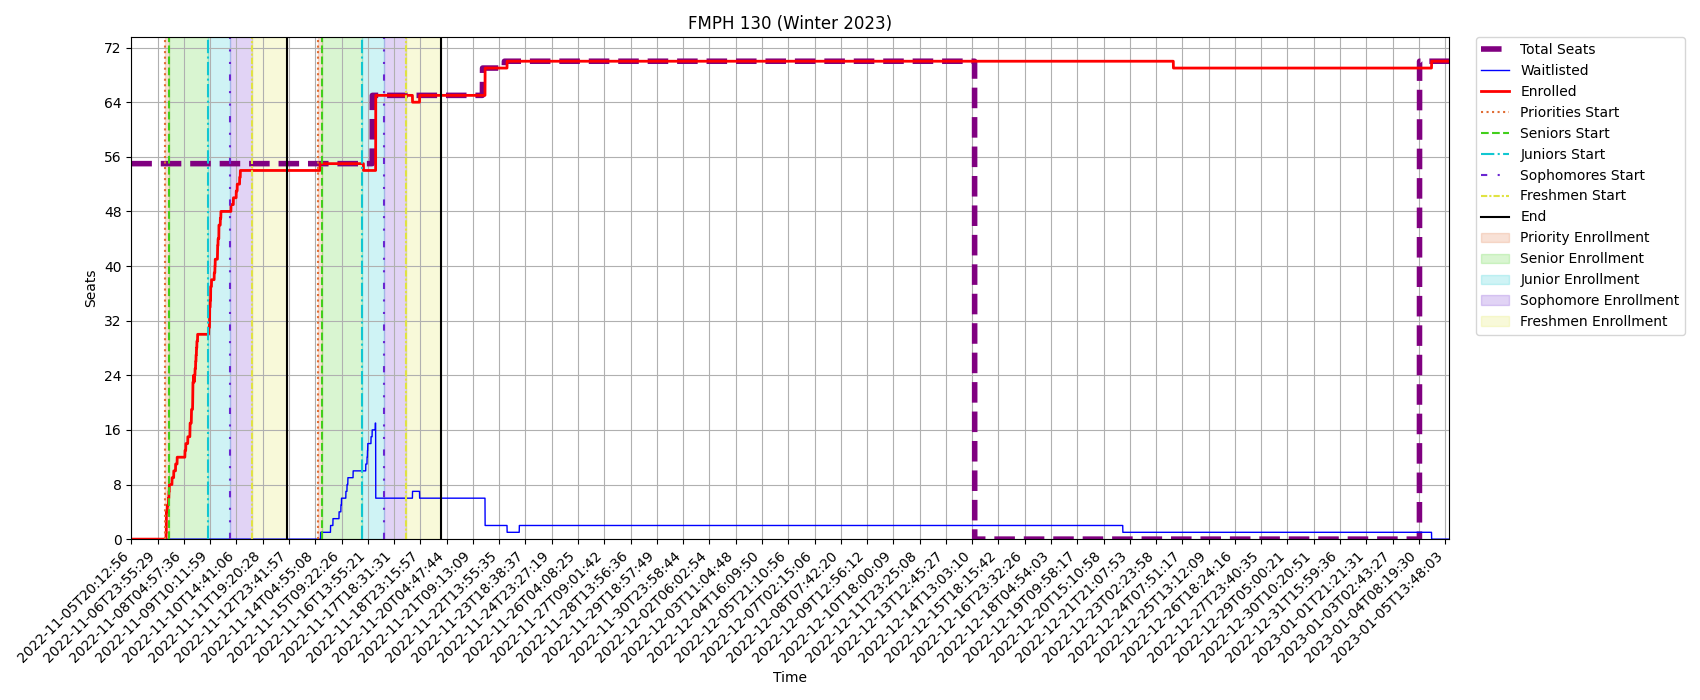 FMPH 130 (Winter 2023)
72
64
56
48
40
32
24
16
8
0
Seats
2022-11-05T20:12:56
2022-11-06T23:55:29
2022-11-08T04:57:36
2022-11-09T10:11:59
2022-11-10T14:41:06
2022-11-11T19:20:28
2022-11-12T23:41:57
2022-11-14T04:55:08
2022-11-15T09:22:26
2022-11-16T13:55:21
2022-11-17T18:31:31
2022-11-18T23:15:57
2022-11-20T04:47:44
2022-11-21T09:13:09
2022-11-22T13:55:35
2022-11-23T18:38:37
2022-11-24T23:27:19
2022-11-26T04:08:25
2022-11-27T09:01:42
2022-11-28T13:56:36
2022-11-29T18:57:49
2022-11-30T23:58:44
2022-12-02T06:02:54
2022-12-03T11:04:48
2022-12-04T16:09:50
2022-12-05T21:10:56
2022-12-07T02:15:06
2022-12-08T07:42:20
2022-12-09T12:56:12
2022-12-10T18:00:09
2022-12-11T23:25:08
2022-12-13T12:45:27
2022-12-14T13:03:10
2022-12-15T18:15:42
2022-12-16T23:32:26
2022-12-18T04:54:03
2022-12-19T09:58:17
2022-12-20T15:10:58
2022-12-21T21:07:53
2022-12-23T02:23:58
2022-12-24T07:51:17
2022-12-25T13:12:09
2022-12-26T18:24:16
2022-12-27T23:40:35
2022-12-29T05:00:21
2022-12-30T10:20:51
2022-12-31T15:59:36
2023-01-01T21:21:31
2023-01-03T02:43:27
2023-01-04T08:19:30
2023-01-05T13:48:03
Time
Total Seats
Waitlisted
Enrolled
Priorities Start
Seniors Start
Juniors Start
Sophomores Start
Freshmen Start
End
Priority Enrollment
Senior Enrollment
Junior Enrollment
Sophomore Enrollment
Freshmen Enrollment